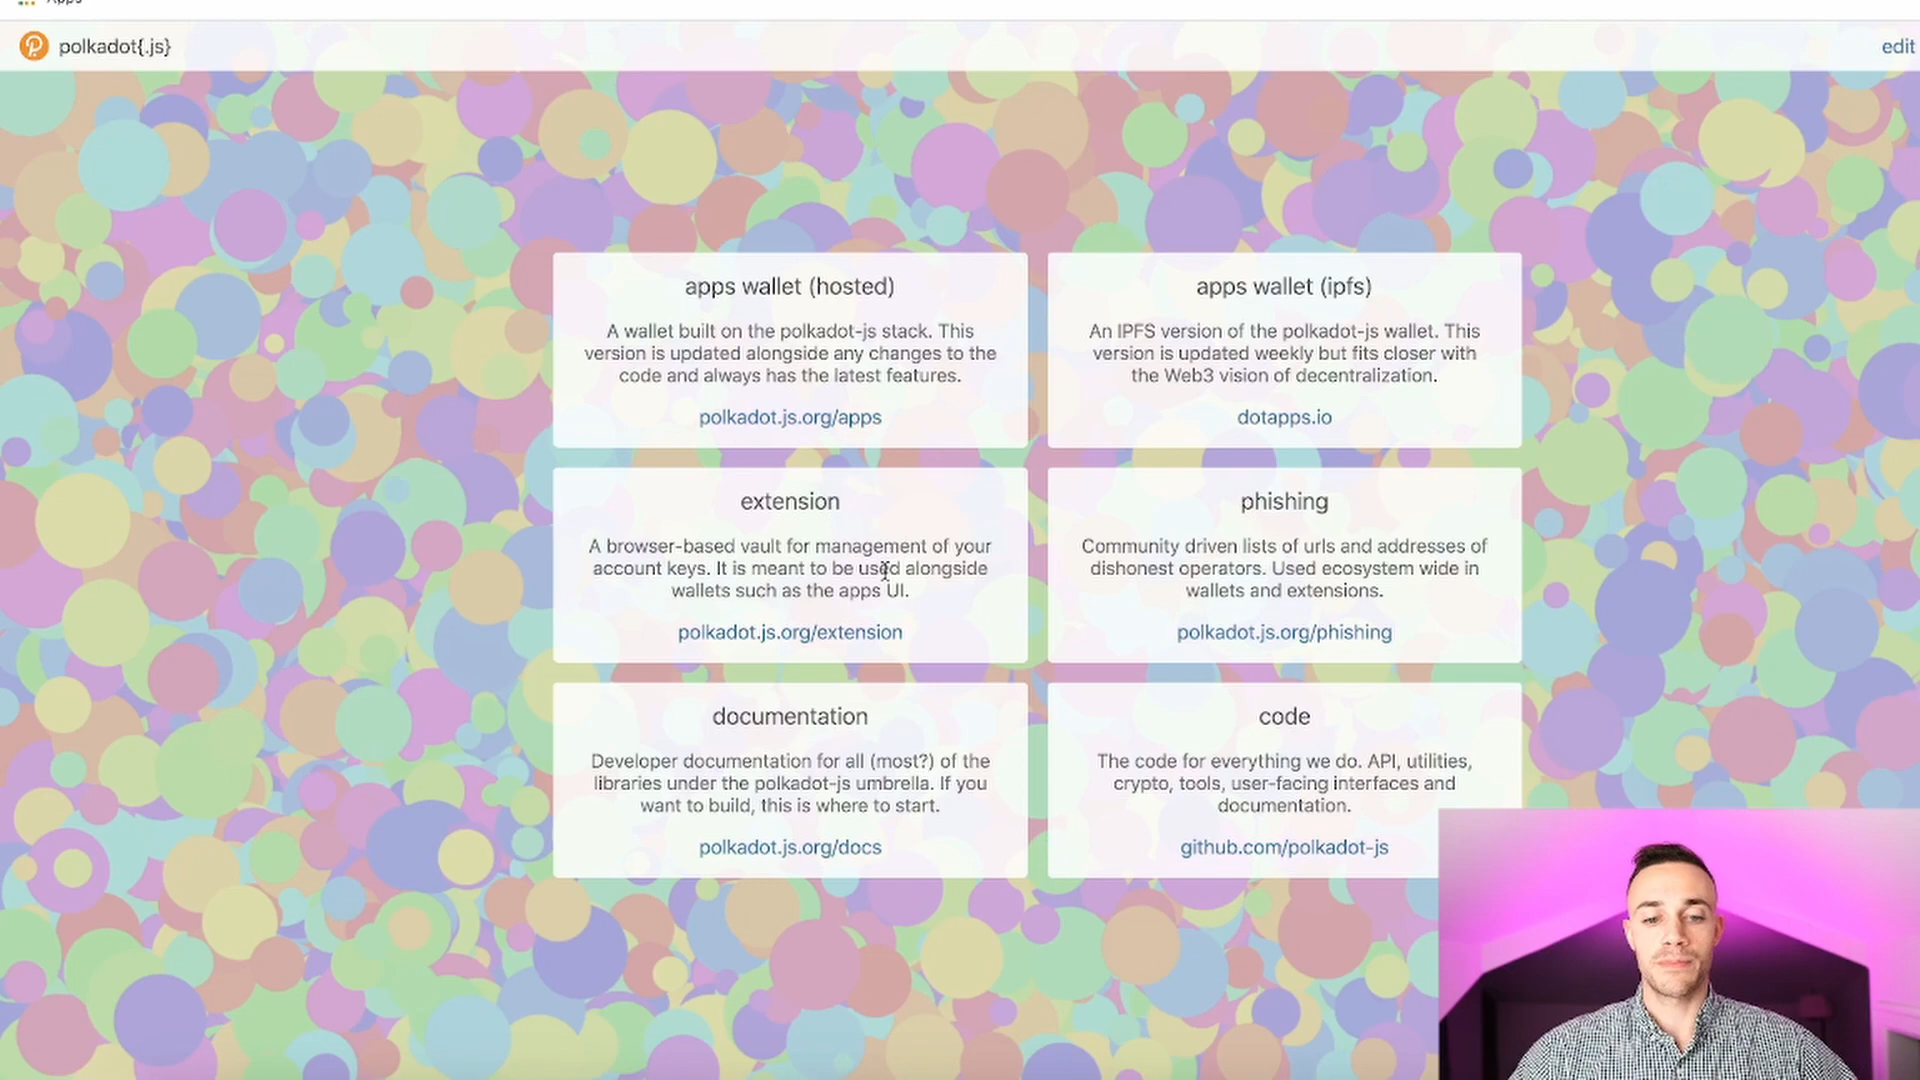 Apps
polkadot{.js}
edit
apps wallet (hosted)
A wallet built on the polkadot-js stack. This
version is updated alongside any changes to the
code and always has the latest features.
polkadot.js.org/apps
apps wallet (ipfs)
An IPFS version of the polkadot-js wallet. This
version is updated weekly but fits closer with
the Web3 vision of decentralization.
dotapps.io
extension
A browser-based vault for management of your
account keys. It is meant to be used alongside
wallets such as the apps UI.
polkadot.js.org/extension
phishing
Community driven lists of urls and addresses of
dishonest operators. Used ecosystem wide in
wallets and extensions.
polkadot.js.org/phishing
documentation
Developer documentation for all (most?) of the
libraries under the polkadot-js umbrella. If you
want to build, this is where to start.
polkadot.js.org/docs
code
The code for everything we do. API, utilities,
crypto, tools, user-facing interfaces and
documentation.
github.com/polkadot-js